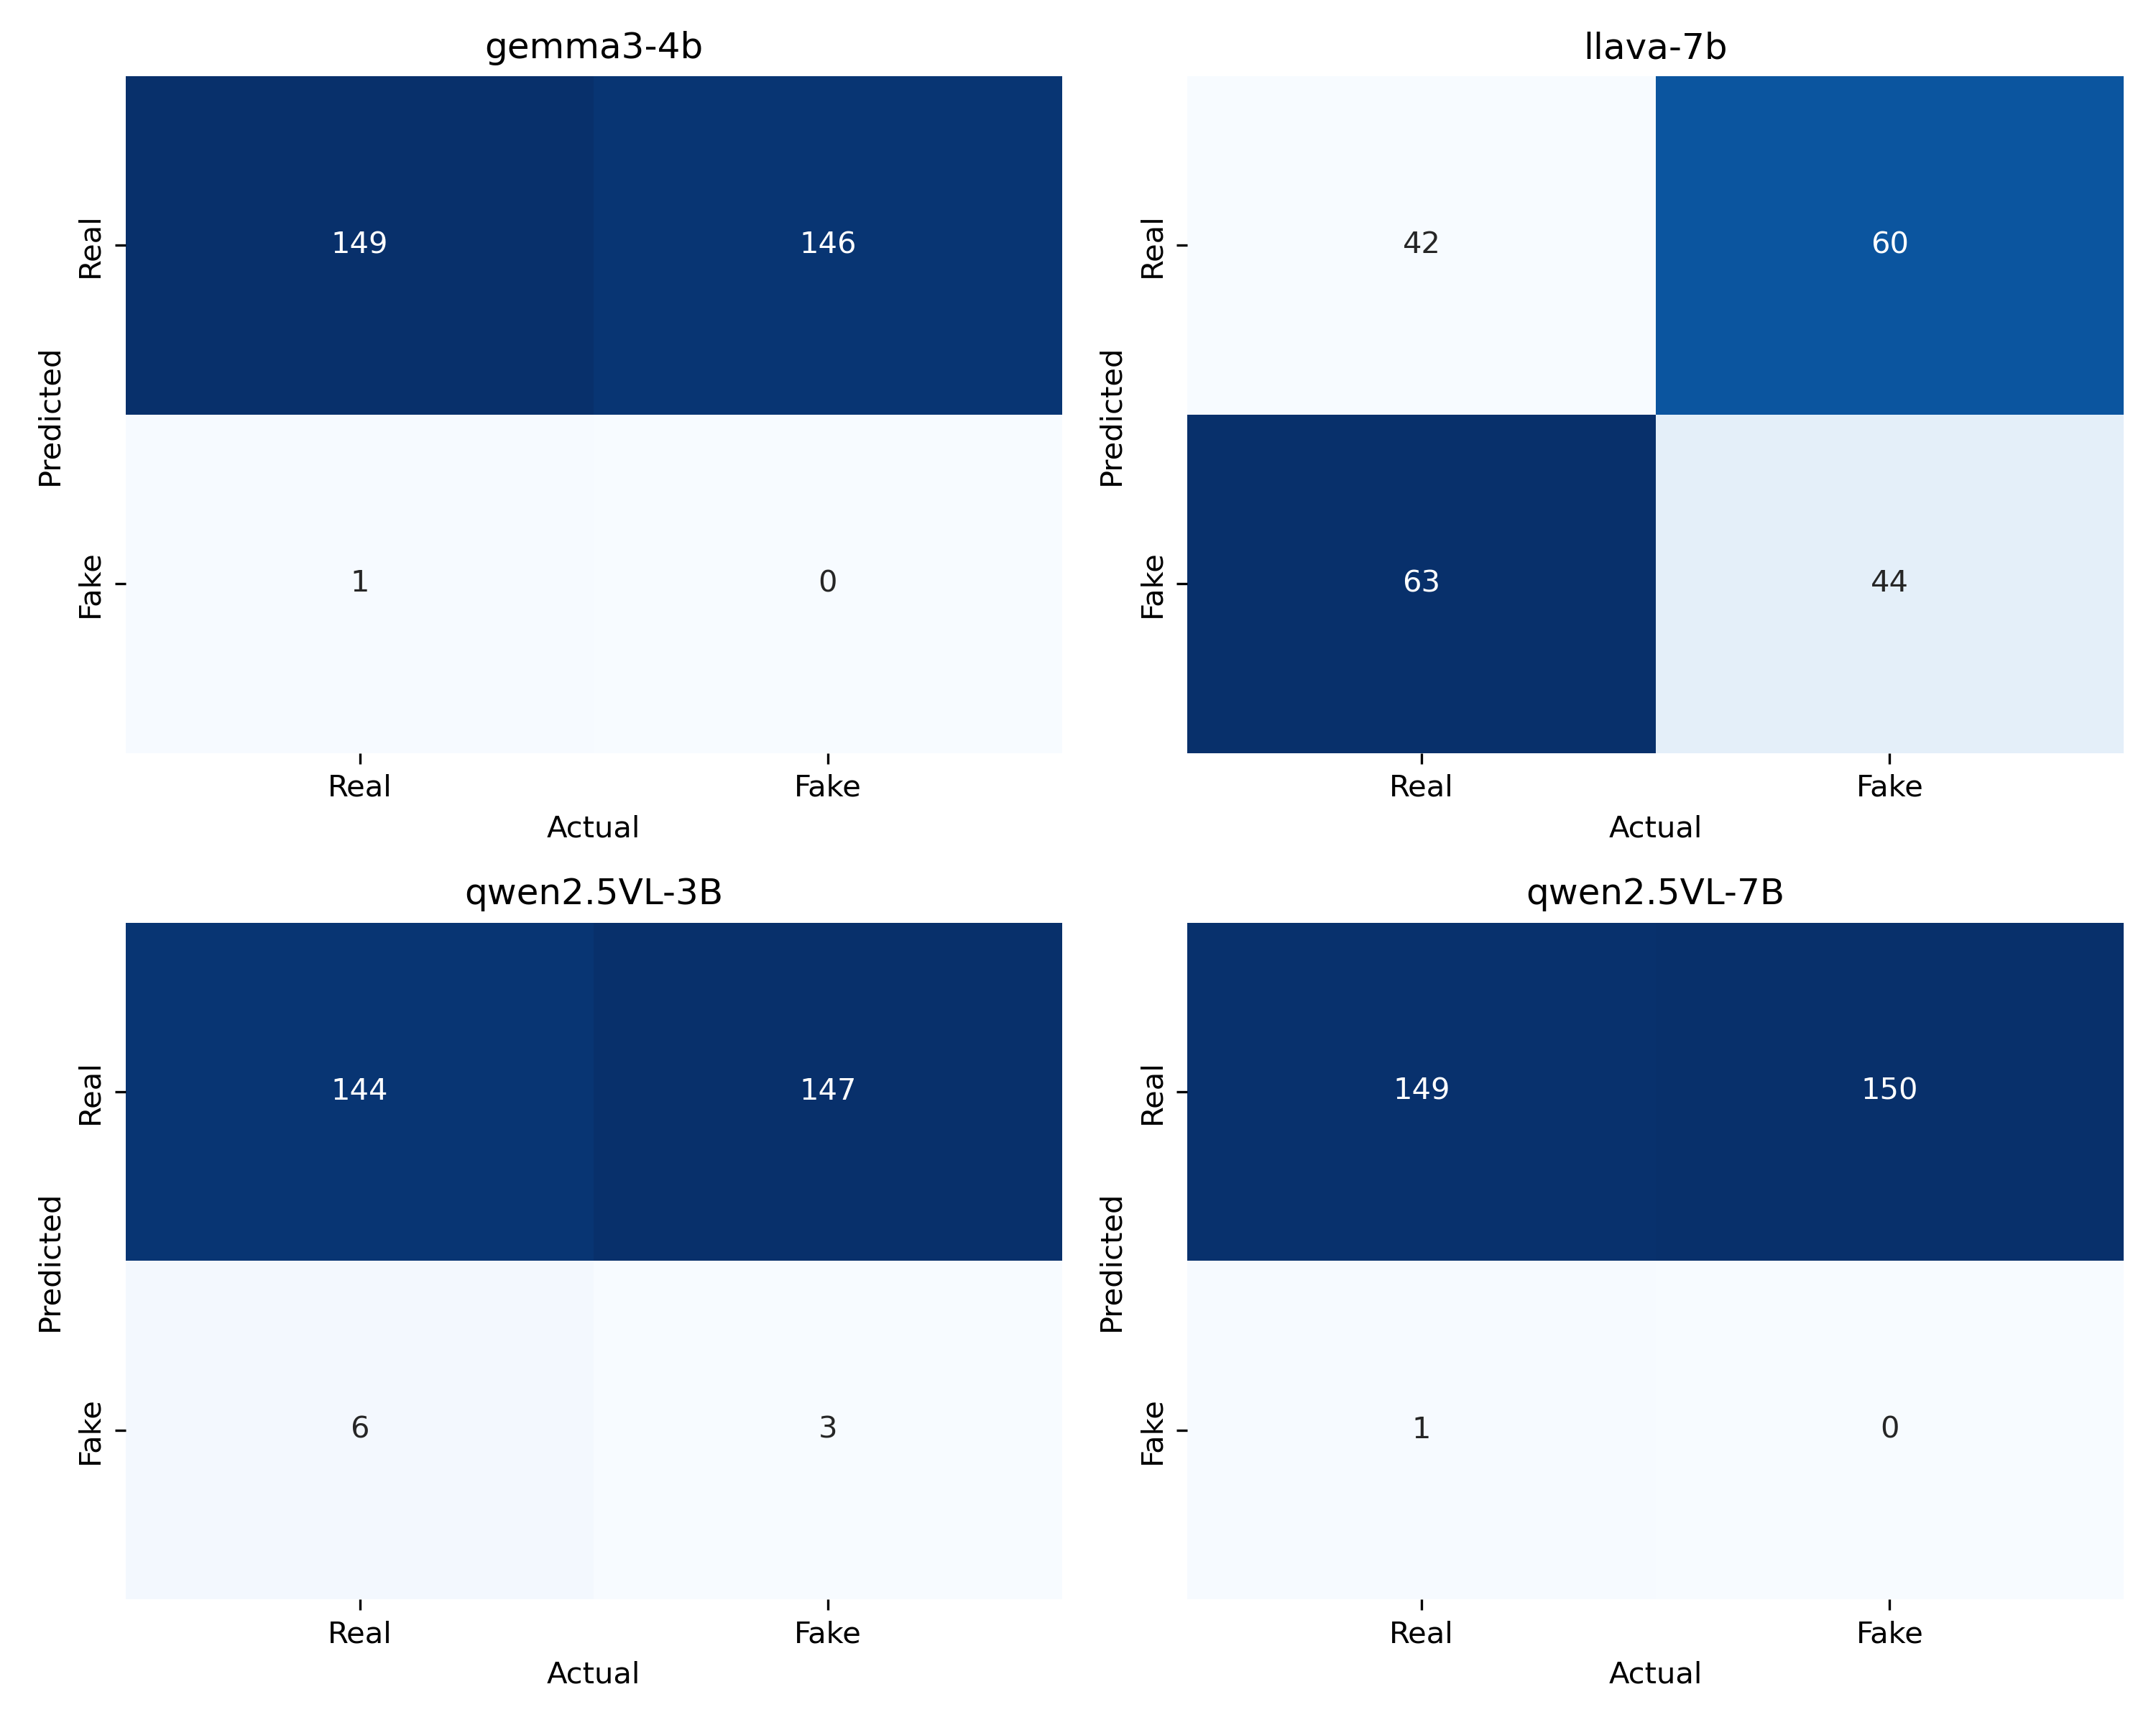 gemma3-4b
Predicted
Real
149
146
Fake
1
0
Real
Fake
Actual
llava-7b
Predicted
Real
42
60
Fake
63
44
Real
Fake
Actual
qwen2.5VL-3B
Predicted
Real
144
147
Fake
6
3
Real
Fake
Actual
qwen2.5VL-7B
Predicted
Real
149
150
Fake
1
0
Real
Fake
Actual